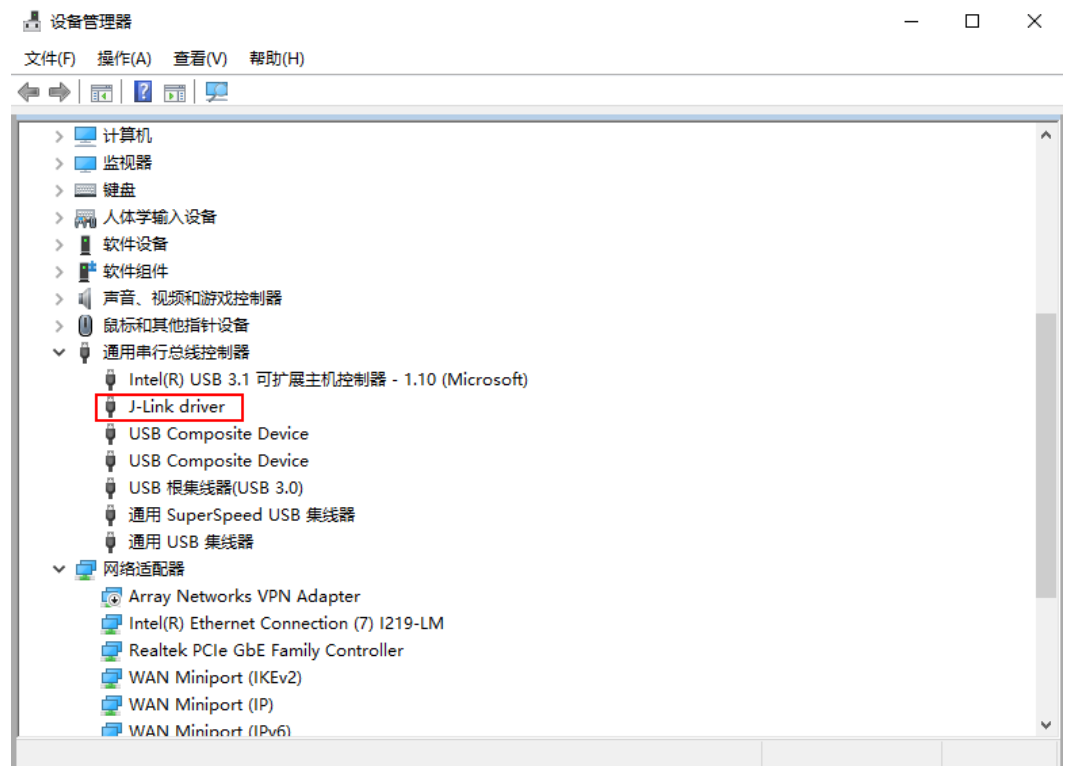 设备管理器
文件(F) 操作(A) 查看(V) 帮助(H)
计算机
监视器
键盘
人体学输入设备
软件设备
软件组件
声音、视频和游戏控制器
鼠标和其他指针设备
通用串行总线控制器
Intel(R) USB 3.1 可扩展主机控制器 - 1.10 (Microsoft)
J-Link driver
USB Composite Device
USB Composite Device
USB 根集线器(USB 3.0)
通用 SuperSpeed USB 集线器
通用 USB 集线器
网络适配器
Array Networks VPN Adapter
Intel(R) Ethernet Connection (7) I219-LM
Realtek PCIe GbE Family Controller
WAN Miniport (IKEv2)
WAN Miniport (IP)
WAN Miniport (IPv6)